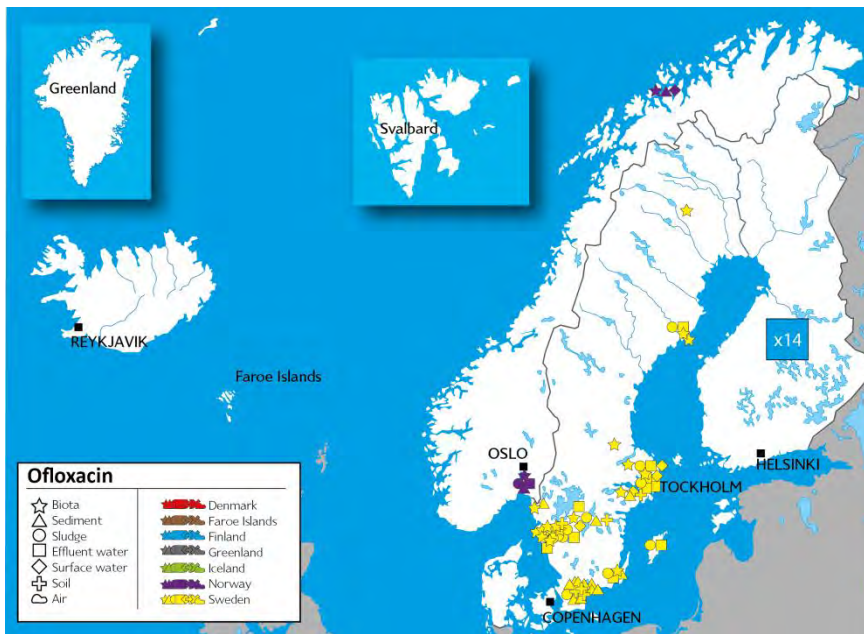 Greenland
Svalbard
REYKJAVIK
Faroe Islands
x14
OSLO
HELSINKI
TOCKHOLM
COPENHAGEN
Ofloxacin
Biota
Sediment
Sludge
Effluent water
Surface water
Soil
Air
Denmark
Faroe Islands
Finland
Greenland
Iceland
Norway
Sweden